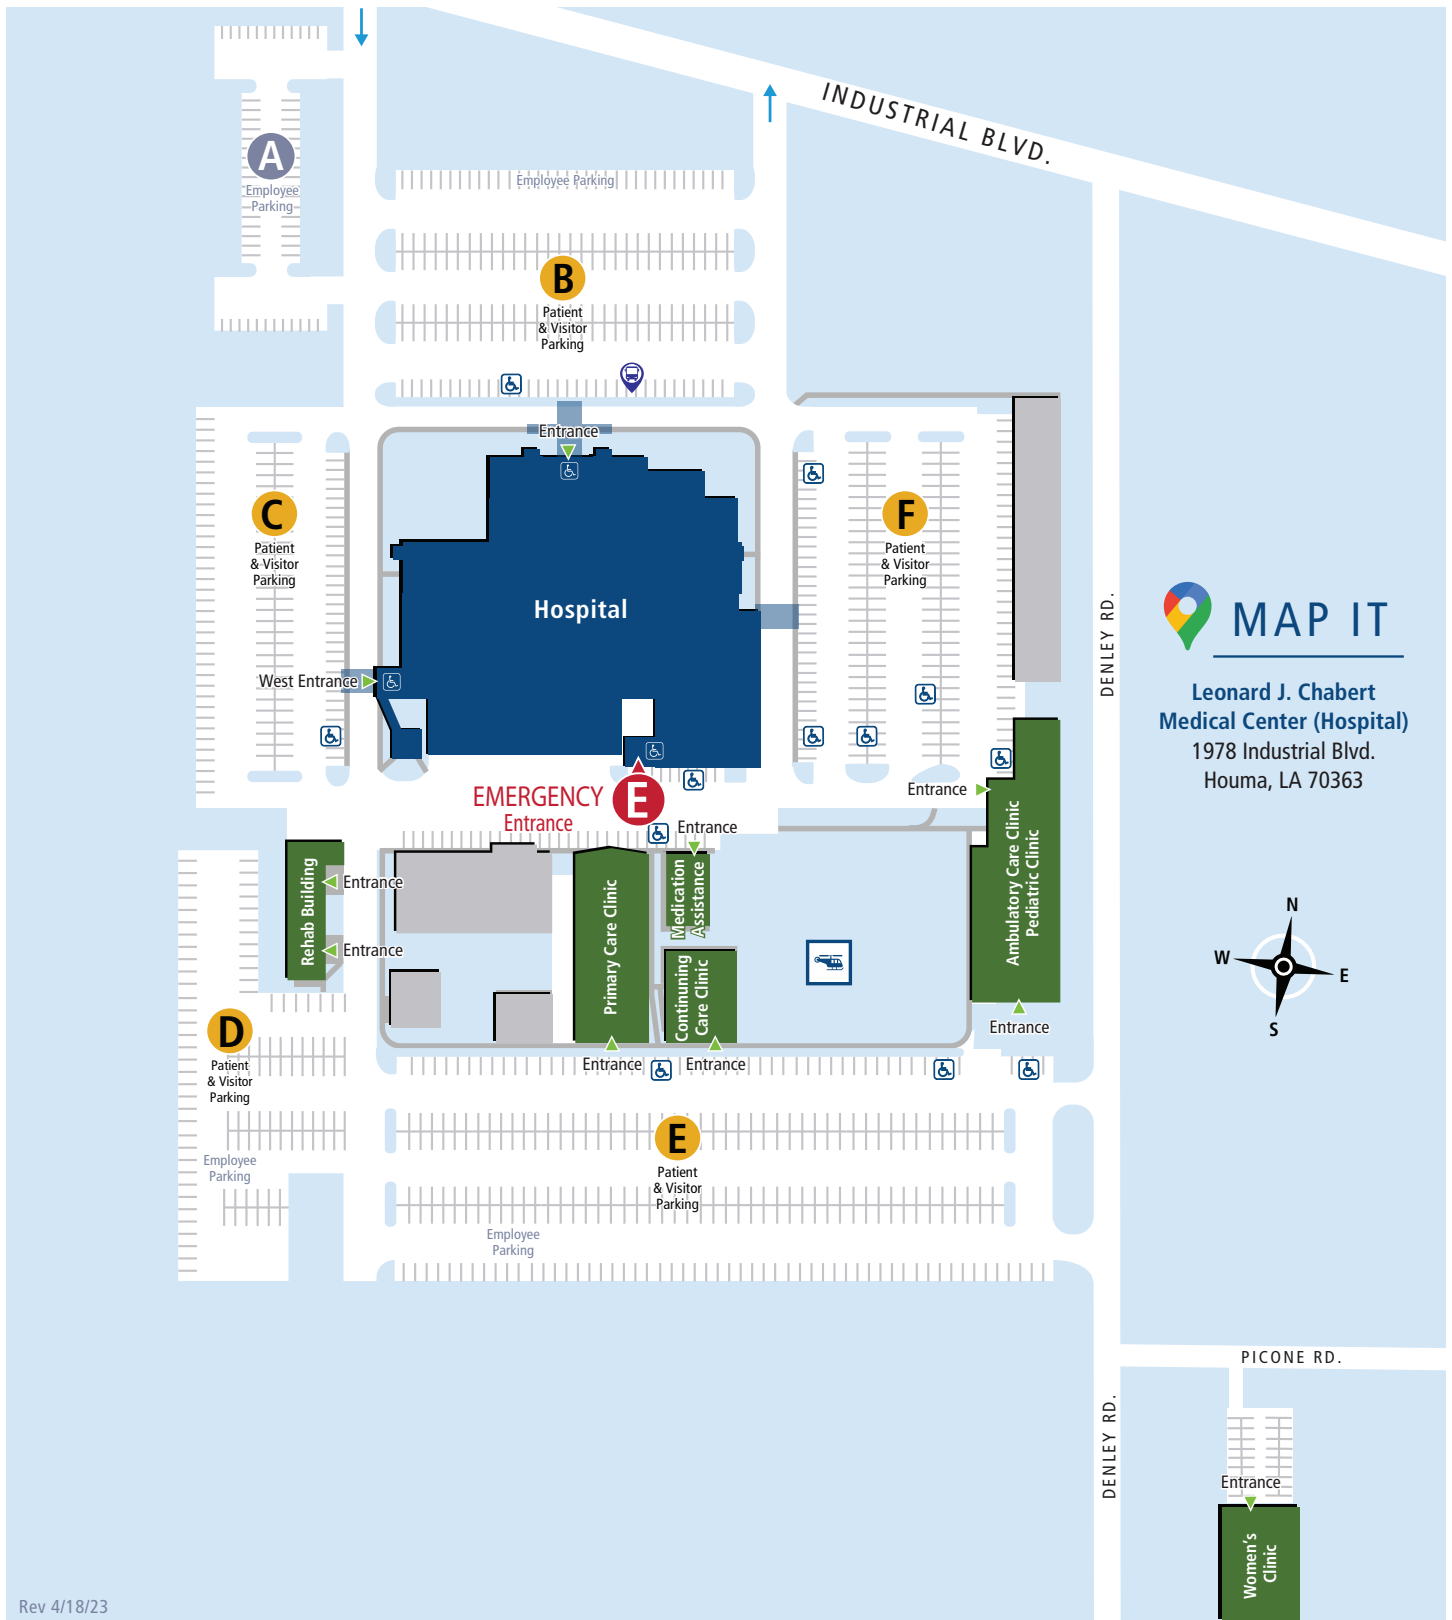 INDUSTRIAL BLVD.
A
Employee
Parking
Employee Parking
B
Patient
& Visitor
Parking
Entrance
C
Patient
& Visitor
Parking
F
Patient
& Visitor
Parking
Hospital
DENLEY RD.
MAP IT
Leonard J. Chabert
Medical Center (Hospital)
1978 Industrial Blvd.
Houma, LA 70363
West Entrance
EMERGENCY
Entrance
E
Entrance
Entrance
Rehab Building
Entrance
Entrance
Primary Care Clinic
Medication
Assistance
Continuning
Care Clinic
Ambulatory Care Clinic
Pediatric Clinic
N
W
E
S
D
Patient
& Visitor
Parking
Entrance
Entrance
Entrance
E
Patient
& Visitor
Parking
Employee
Parking
Employee
Parking
PICONE RD.
DENLEY RD.
Entrance
Women's
Clinic
Rev 4/18/23